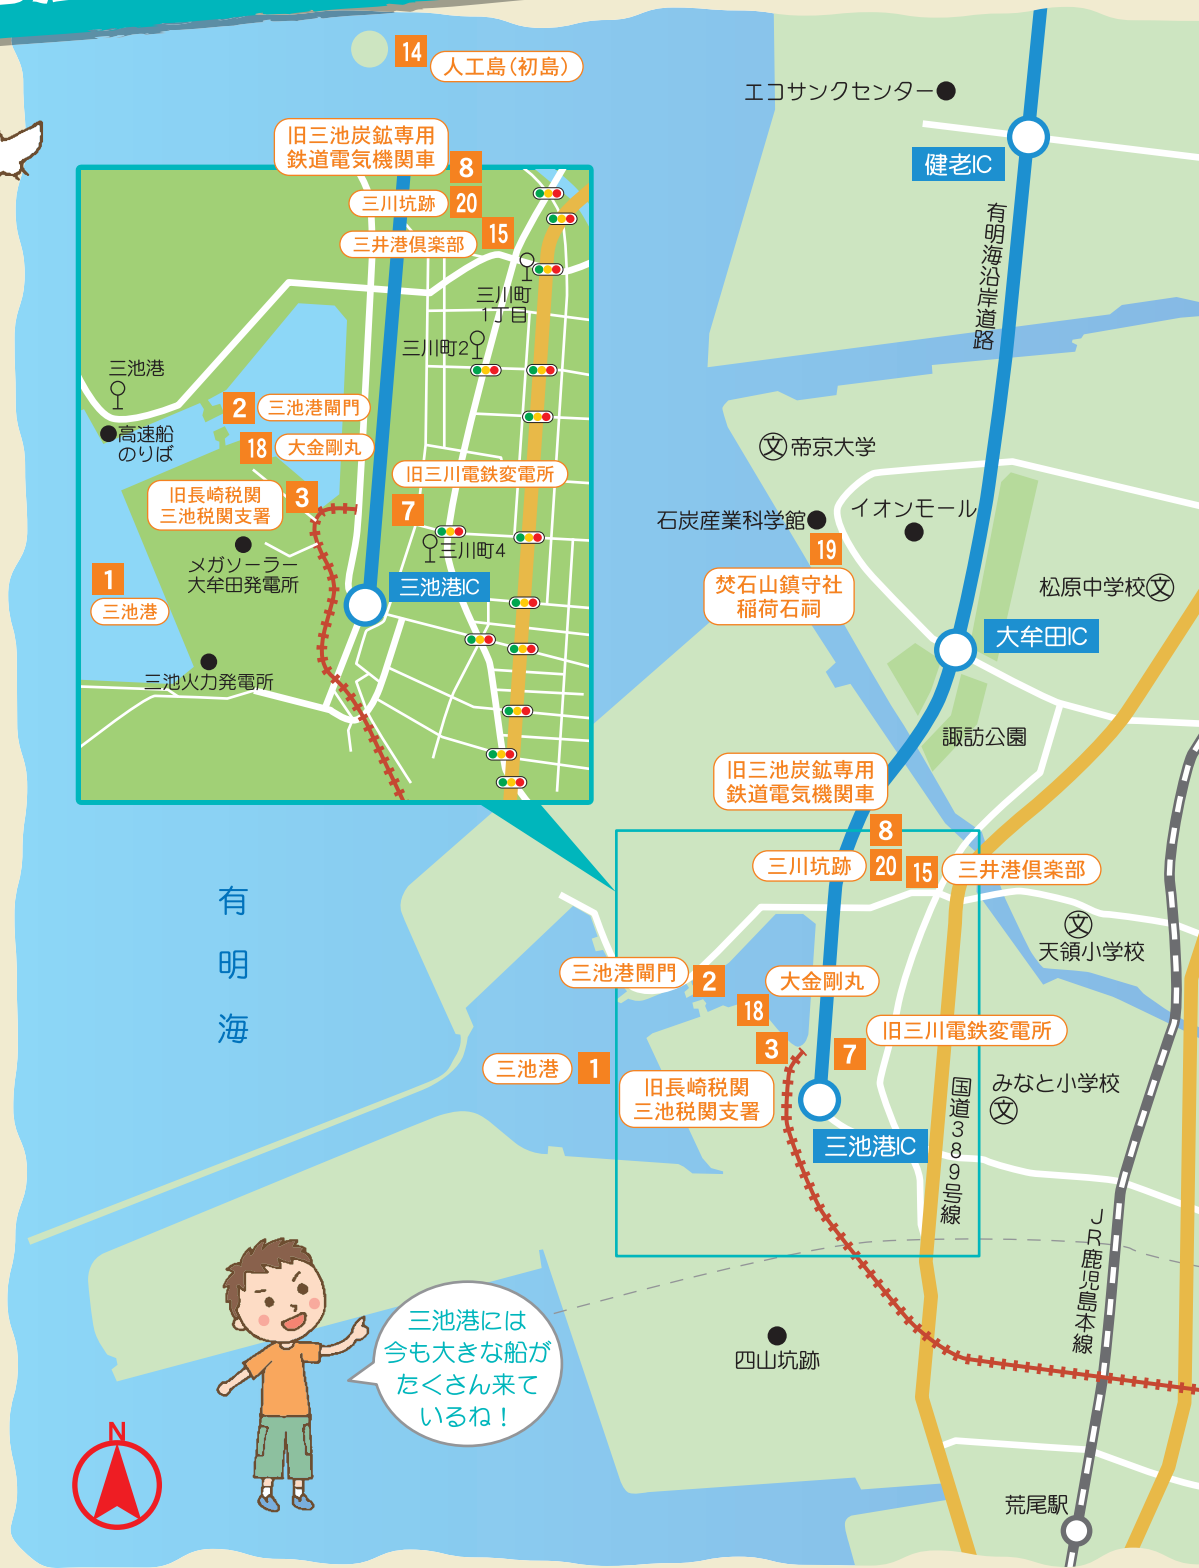 14
人工島(初島)
エコサンクセンター
健老IC
有明海沿岸道路
旧三池炭鉱専用
鉄道電気機関車
8
三川坑跡
20
三井港倶楽部
15
三川町
1丁目
三川町2
三池港
高速船
のりば
2
三池港閘門
18
大金剛丸
旧長崎税関
三池税関支署
3
旧三川電鉄変電所
7
三川町4
メガソーラー
大牟田発電所
1
三池港
三池港IC
三池火力発電所
文
帝京大学
石炭産業科学館
イオンモール
19
焚石山鎮守社
稲荷石祠
松原中学校
文
大牟田IC
諏訪公園
旧三池炭鉱専用
鉄道電気機関車
8
三川坑跡
20
15
三井港倶楽部
有明海
文
天領小学校
三池港閘門
2
大金剛丸
18
旧三川電鉄変電所
3
7
三池港
1
旧長崎税関
三池税関支署
三池港IC
国道389号線
みなと小学校
文
JR鹿児島本線
三池港には
今も大きな船が
たくさん来て
いるね！
四山坑跡
N
荒尾駅